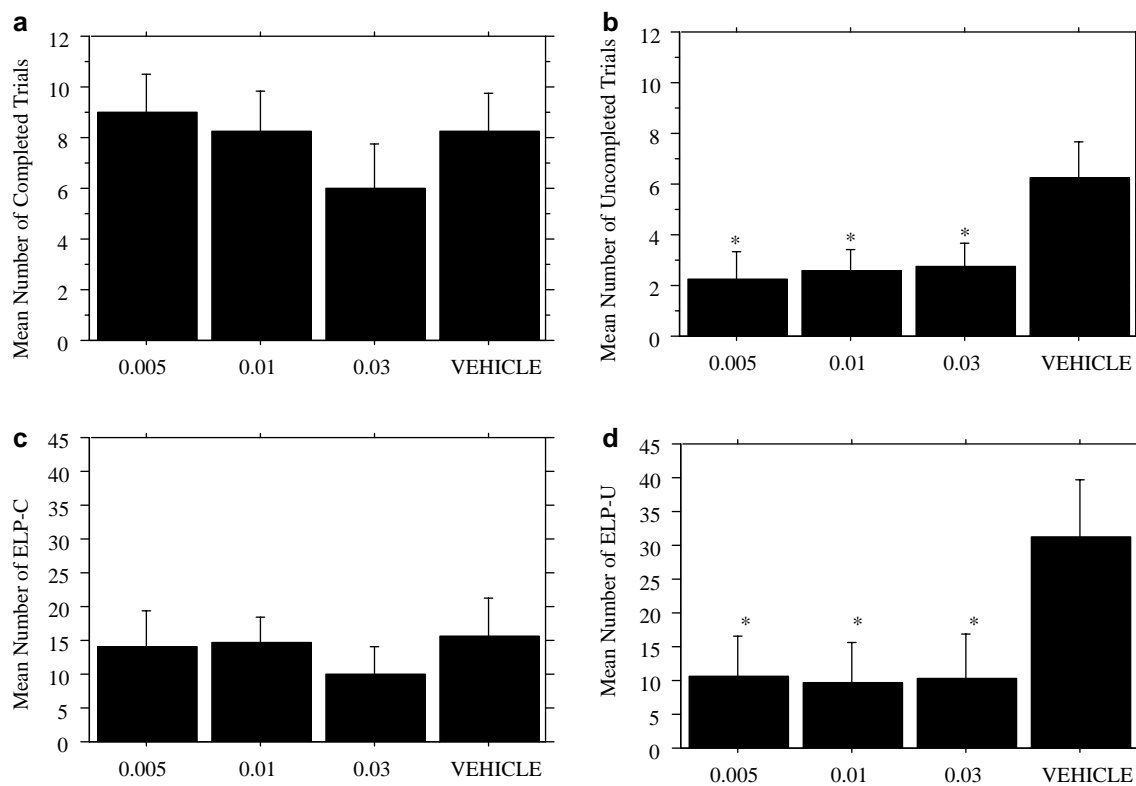 a
Mean Number of Completed Trials
12
10
8
6
4
2
0
0.005 0.01 0.03 VEHICLE
b
Mean Number of Uncompleted Trials
12
10
8
6
4
2
0
* * *
0.005 0.01 0.03 VEHICLE
c
Mean Number of ELP-C
45
40
35
30
25
20
15
10
5
0
0.005 0.01 0.03 VEHICLE
d
Mean Number of ELP-U
45
40
35
30
25
20
15
10
5
0
* * *
0.005 0.01 0.03 VEHICLE